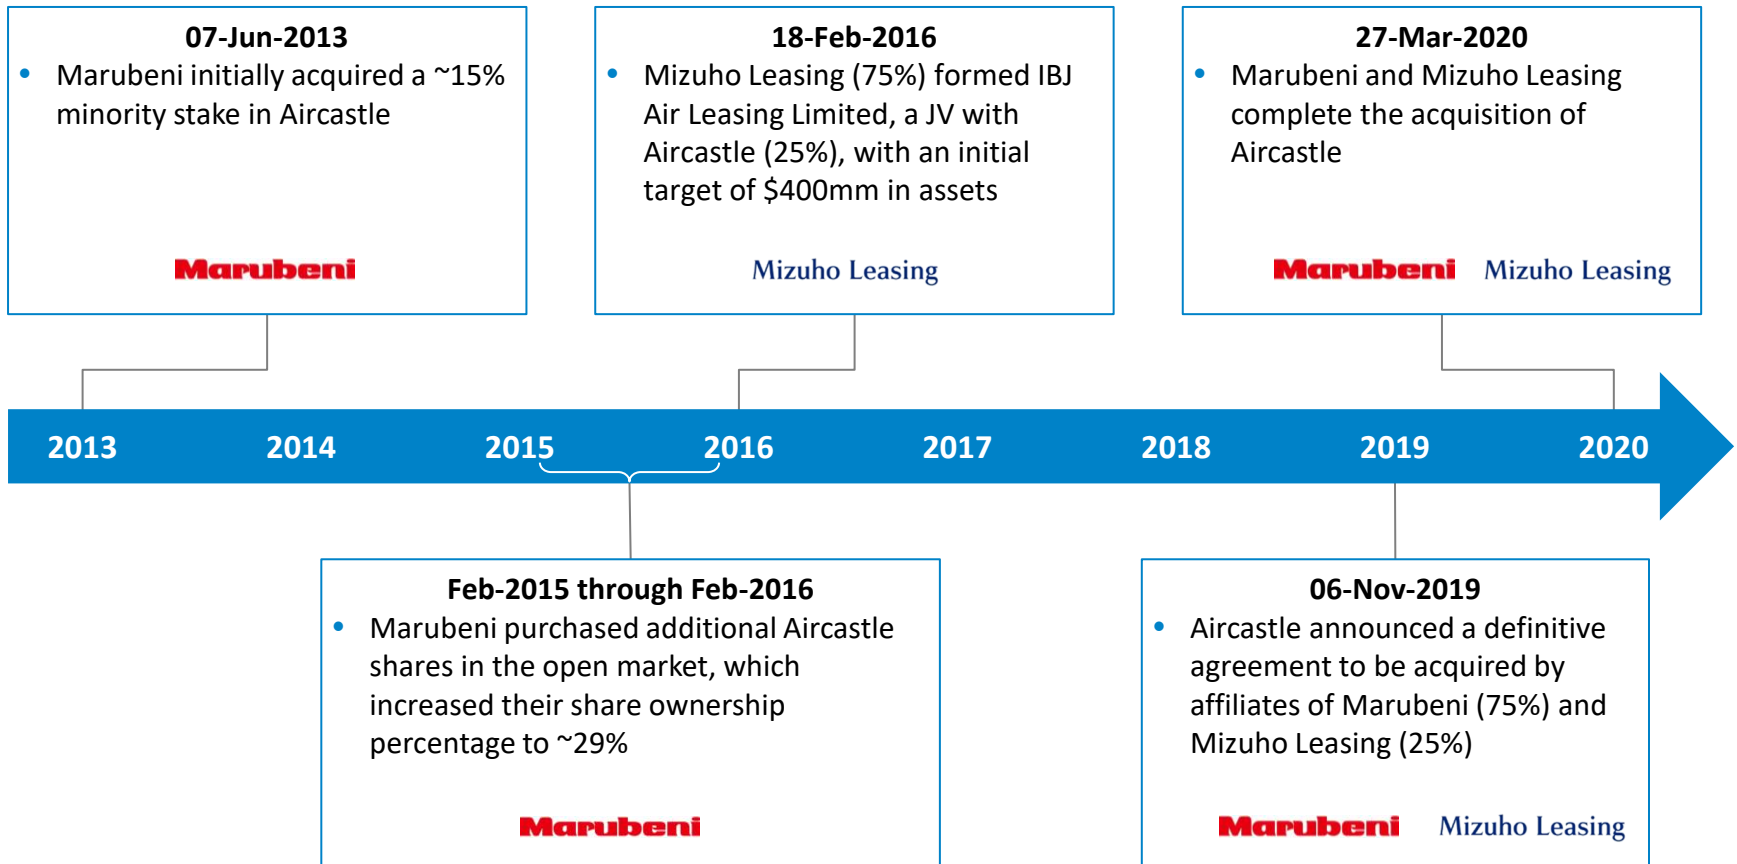 07-Jun-2013
• Marubeni initially acquired a ~15%
minority stake in Aircastle
Marubeni
18-Feb-2016
• Mizuho Leasing (75%) formed IBJ
Air Leasing Limited, a JV with
Aircastle (25%), with an initial
target of $400mm in assets
Mizuho Leasing
27-Mar-2020
• Marubeni and Mizuho Leasing
complete the acquisition of
Aircastle
Marubeni Mizuho Leasing
2013 2014 2015 2016 2017 2018 2019 2020
Feb-2015 through Feb-2016
• Marubeni purchased additional Aircastle
shares in the open market, which
increased their share ownership
percentage to ~29%
Marubeni
06-Nov-2019
• Aircastle announced a definitive
agreement to be acquired by
affiliates of Marubeni (75%) and
Mizuho Leasing (25%)
Marubeni Mizuho Leasing